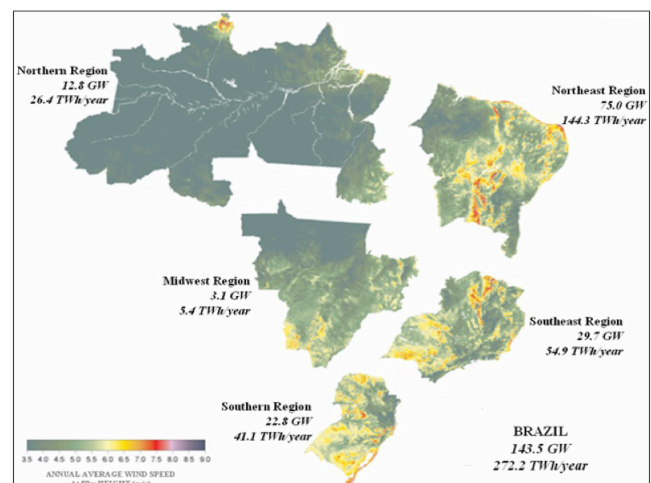 Northern Region
12.8 GW
26.4 TWh/year
Northeast Region
75.0 GW
144.3 TWh/year
Midwest Region
3.1 GW
5.4 TWh/year
Southeast Region
29.7 GW
54.9 TWh/year
Southern Region
22.8 GW
41.1 TWh/year
BRAZIL
143.5 GW
272.2 TWh/year
3.5 4.0 4.5 5.0 5.5 6.0 6.5 7.0 7.5 8.0 8.5 9.0
ANNUAL AVERAGE WIND SPEED